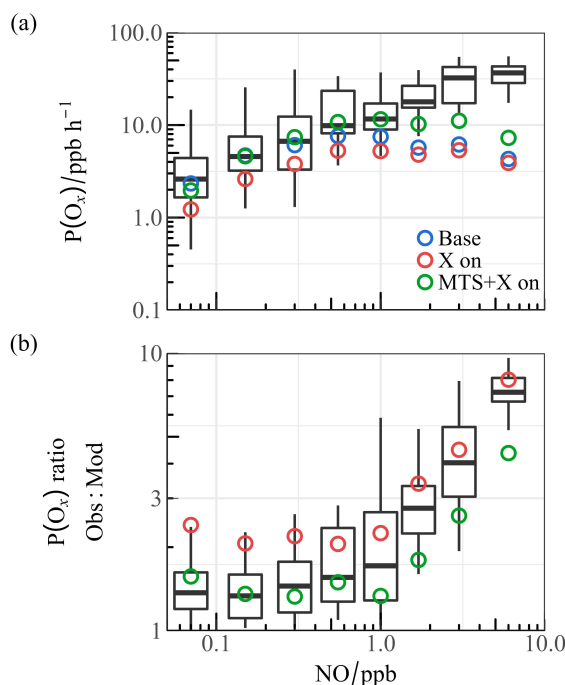 (a)
100.0
10.0
1.0
0.1
P(Oₓ)/ppb h⁻¹
Base
X on
MTS+X on
(b)
10
3
1
P(Oₓ) ratio
Obs : Mod
0.1
1.0
10.0
NO/ppb